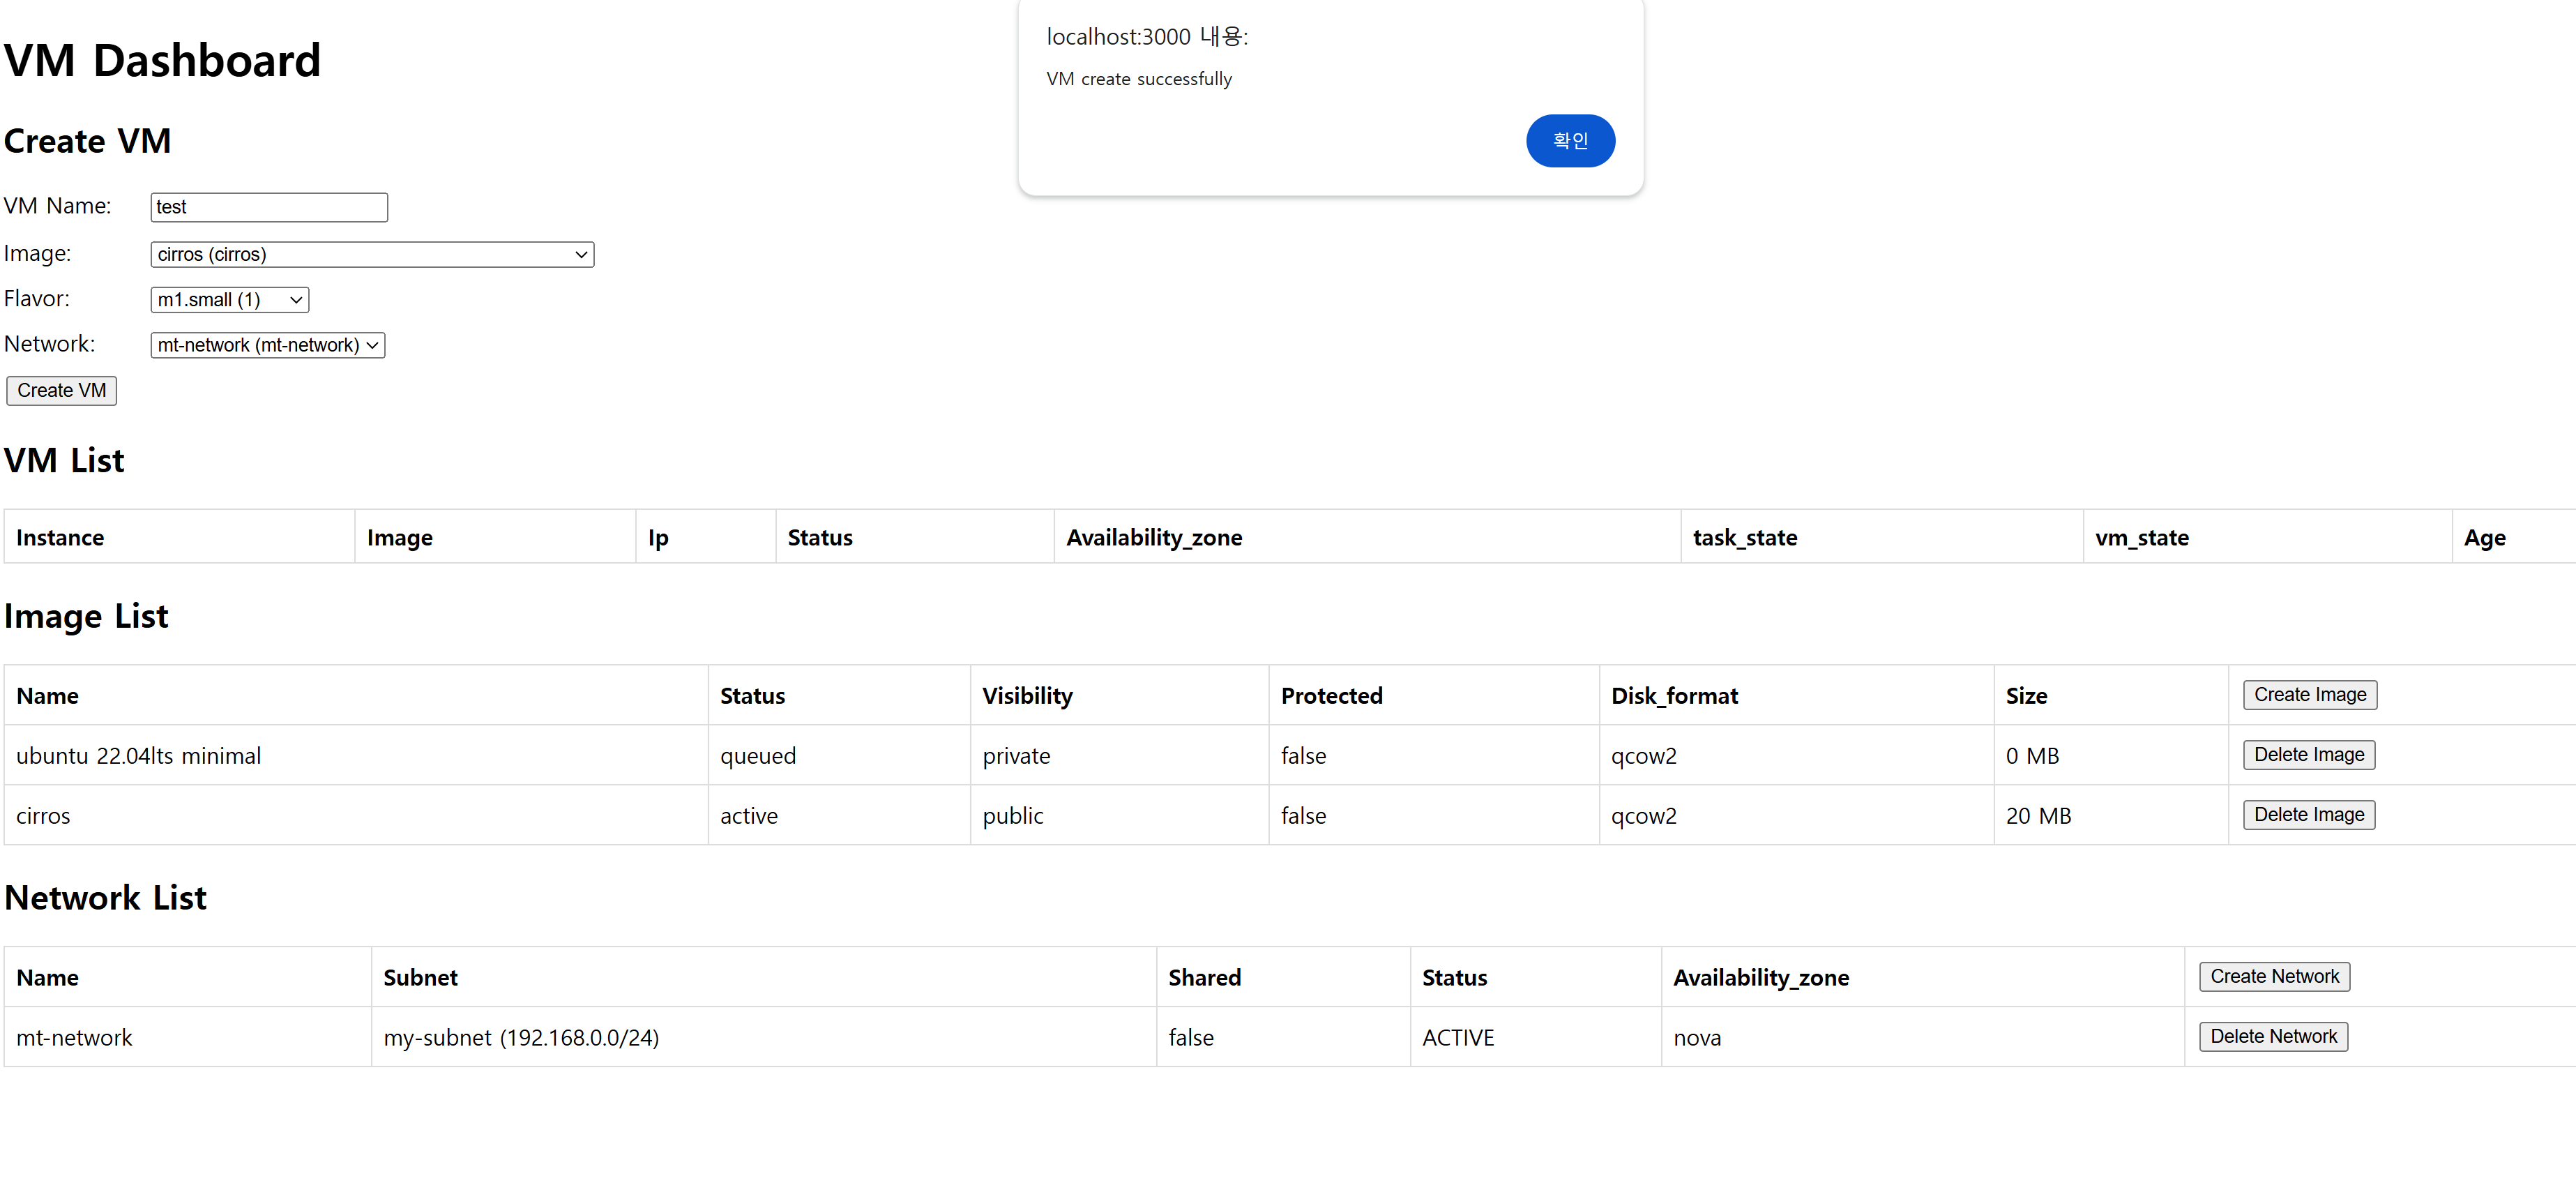 localhost:3000 내용:
VM create successfully
확인
VM Dashboard
Create VM
VM Name: test
Image: cirros (cirros)
Flavor: m1.small (1)
Network: mt-network (mt-network)
Create VM
VM List
Instance Image Ip Status Availability_zone task_state vm_state Age
Image List
Name Status Visibility Protected Disk_format Size Create Image
ubuntu 22.04lts minimal queued private false qcow2 0 MB Delete Image
cirros active public false qcow2 20 MB Delete Image
Network List
Name Subnet Shared Status Availability_zone Create Network
mt-network my-subnet (192.168.0.0/24) false ACTIVE nova Delete Network